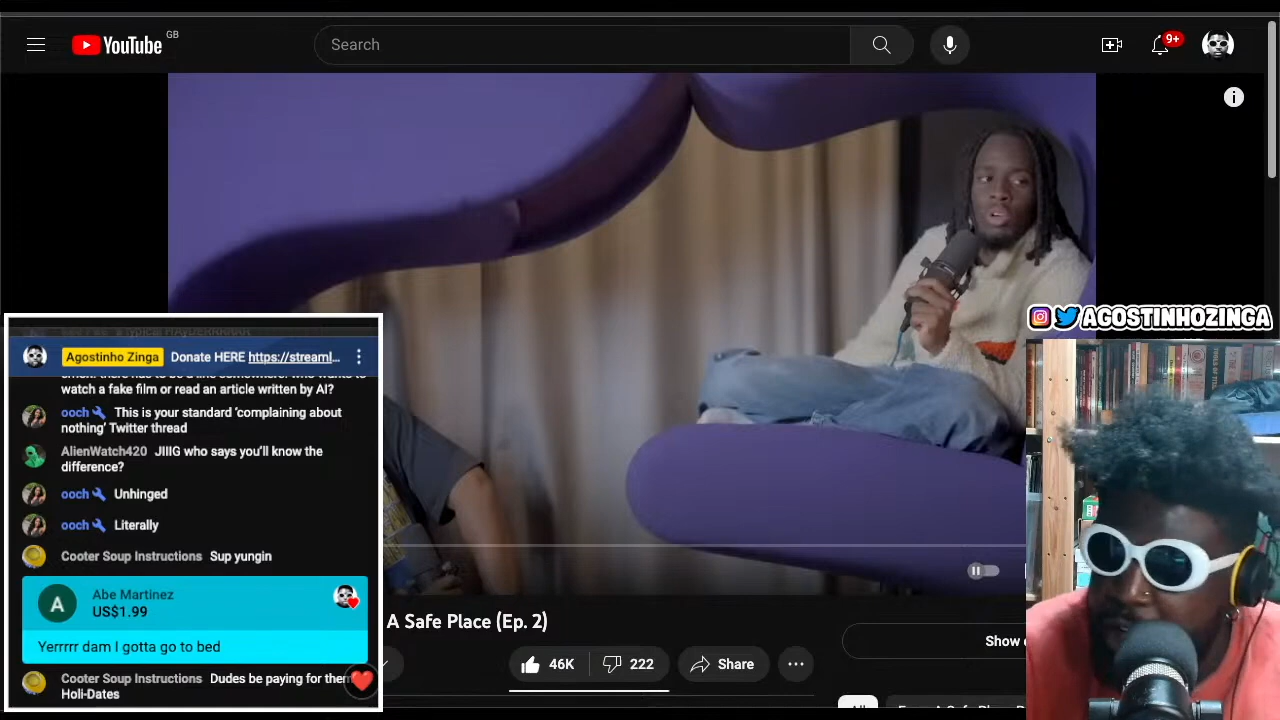 YouTube GB
Search
9+
Agostinho Zinga Donate HERE https://streaml...
watch a fake film or read an article written by AI?
ooch This is your standard ‘complaining about
nothing’ Twitter thread
AlienWatch420 JIIIG who says you’ll know the
difference?
ooch Unhinged
ooch Literally
Cooter Soup Instructions Sup yungin
A
Abe Martinez
US$1.99
Yerrrrr dam I gotta go to bed
Cooter Soup Instructions Dudes be paying for them
Holi-Dates
A Safe Place (Ep. 2)
46K
222
Share
Show
All
AGOSTINHOZINGA